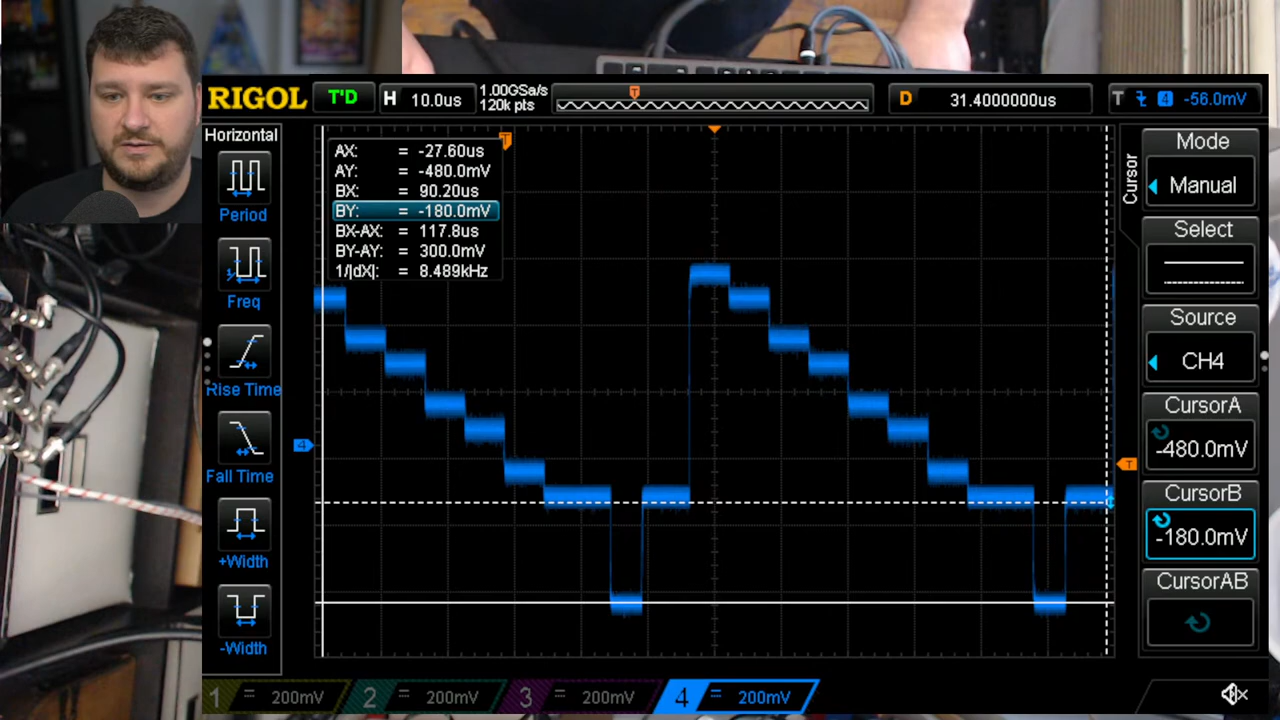 RIGOL T'D H 10.0us 1.00GSa/s D 31.4000000us T 4 -56.0mV
120k pts
Horizontal
Period
Freq
Rise Time
Fall Time
+Width
-Width
T
AX: = -27.60us
AY: = -480.0mV
BX: = 90.20us
BY: = -180.0mV
BX-AX: = 117.8us
BY-AY: = 300.0mV
1/|dX|: = 8.489kHz
4
T
Cursor
Mode
Manual
Select
Source
CH4
CursorA
-480.0mV
CursorB
-180.0mV
CursorAB
1 = 200mV 2 = 200mV 3 = 200mV 4 = 200mV